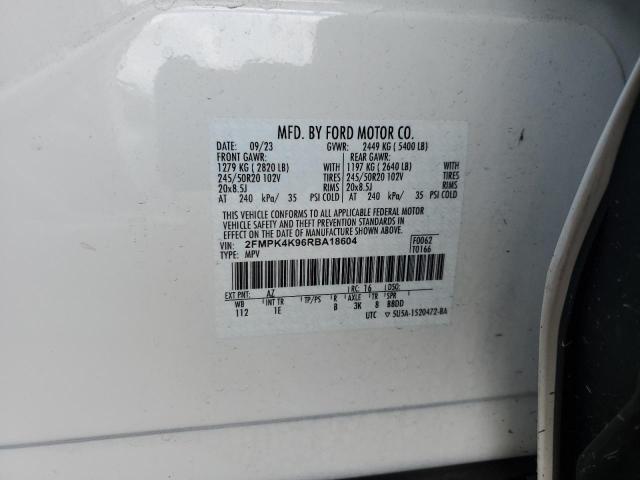 MFD. BY FORD MOTOR CO.
DATE: 09/23 GVWR: 2449 KG ( 5400 LB)
FRONT GAWR: REAR GAWR:
1279 KG ( 2820 LB) WITH 1197 KG ( 2640 LB) WITH
245/50R20 102V TIRES 245/50R20 102V TIRES
20x8.5J RIMS 20x8.5J RIMS
AT 240 kPa/ 35 PSI COLD AT 240 kPa/ 35 PSI COLD
THIS VEHICLE CONFORMS TO ALL APPLICABLE FEDERAL MOTOR
VEHICLE SAFETY AND THEFT PREVENTION STANDARDS IN
EFFECT ON THE DATE OF MANUFACTURE SHOWN ABOVE.
VIN: 2FMPK4K96RBA18604 F0062
TYPE: MPV T0166
EXT PNT: AZ RC: 16 DSO:
WB INT TR TP/PS R AXLE TR SPR
112 1E B 3K 8 BBDD
UTC ▽ 5U5A-1520472-BA